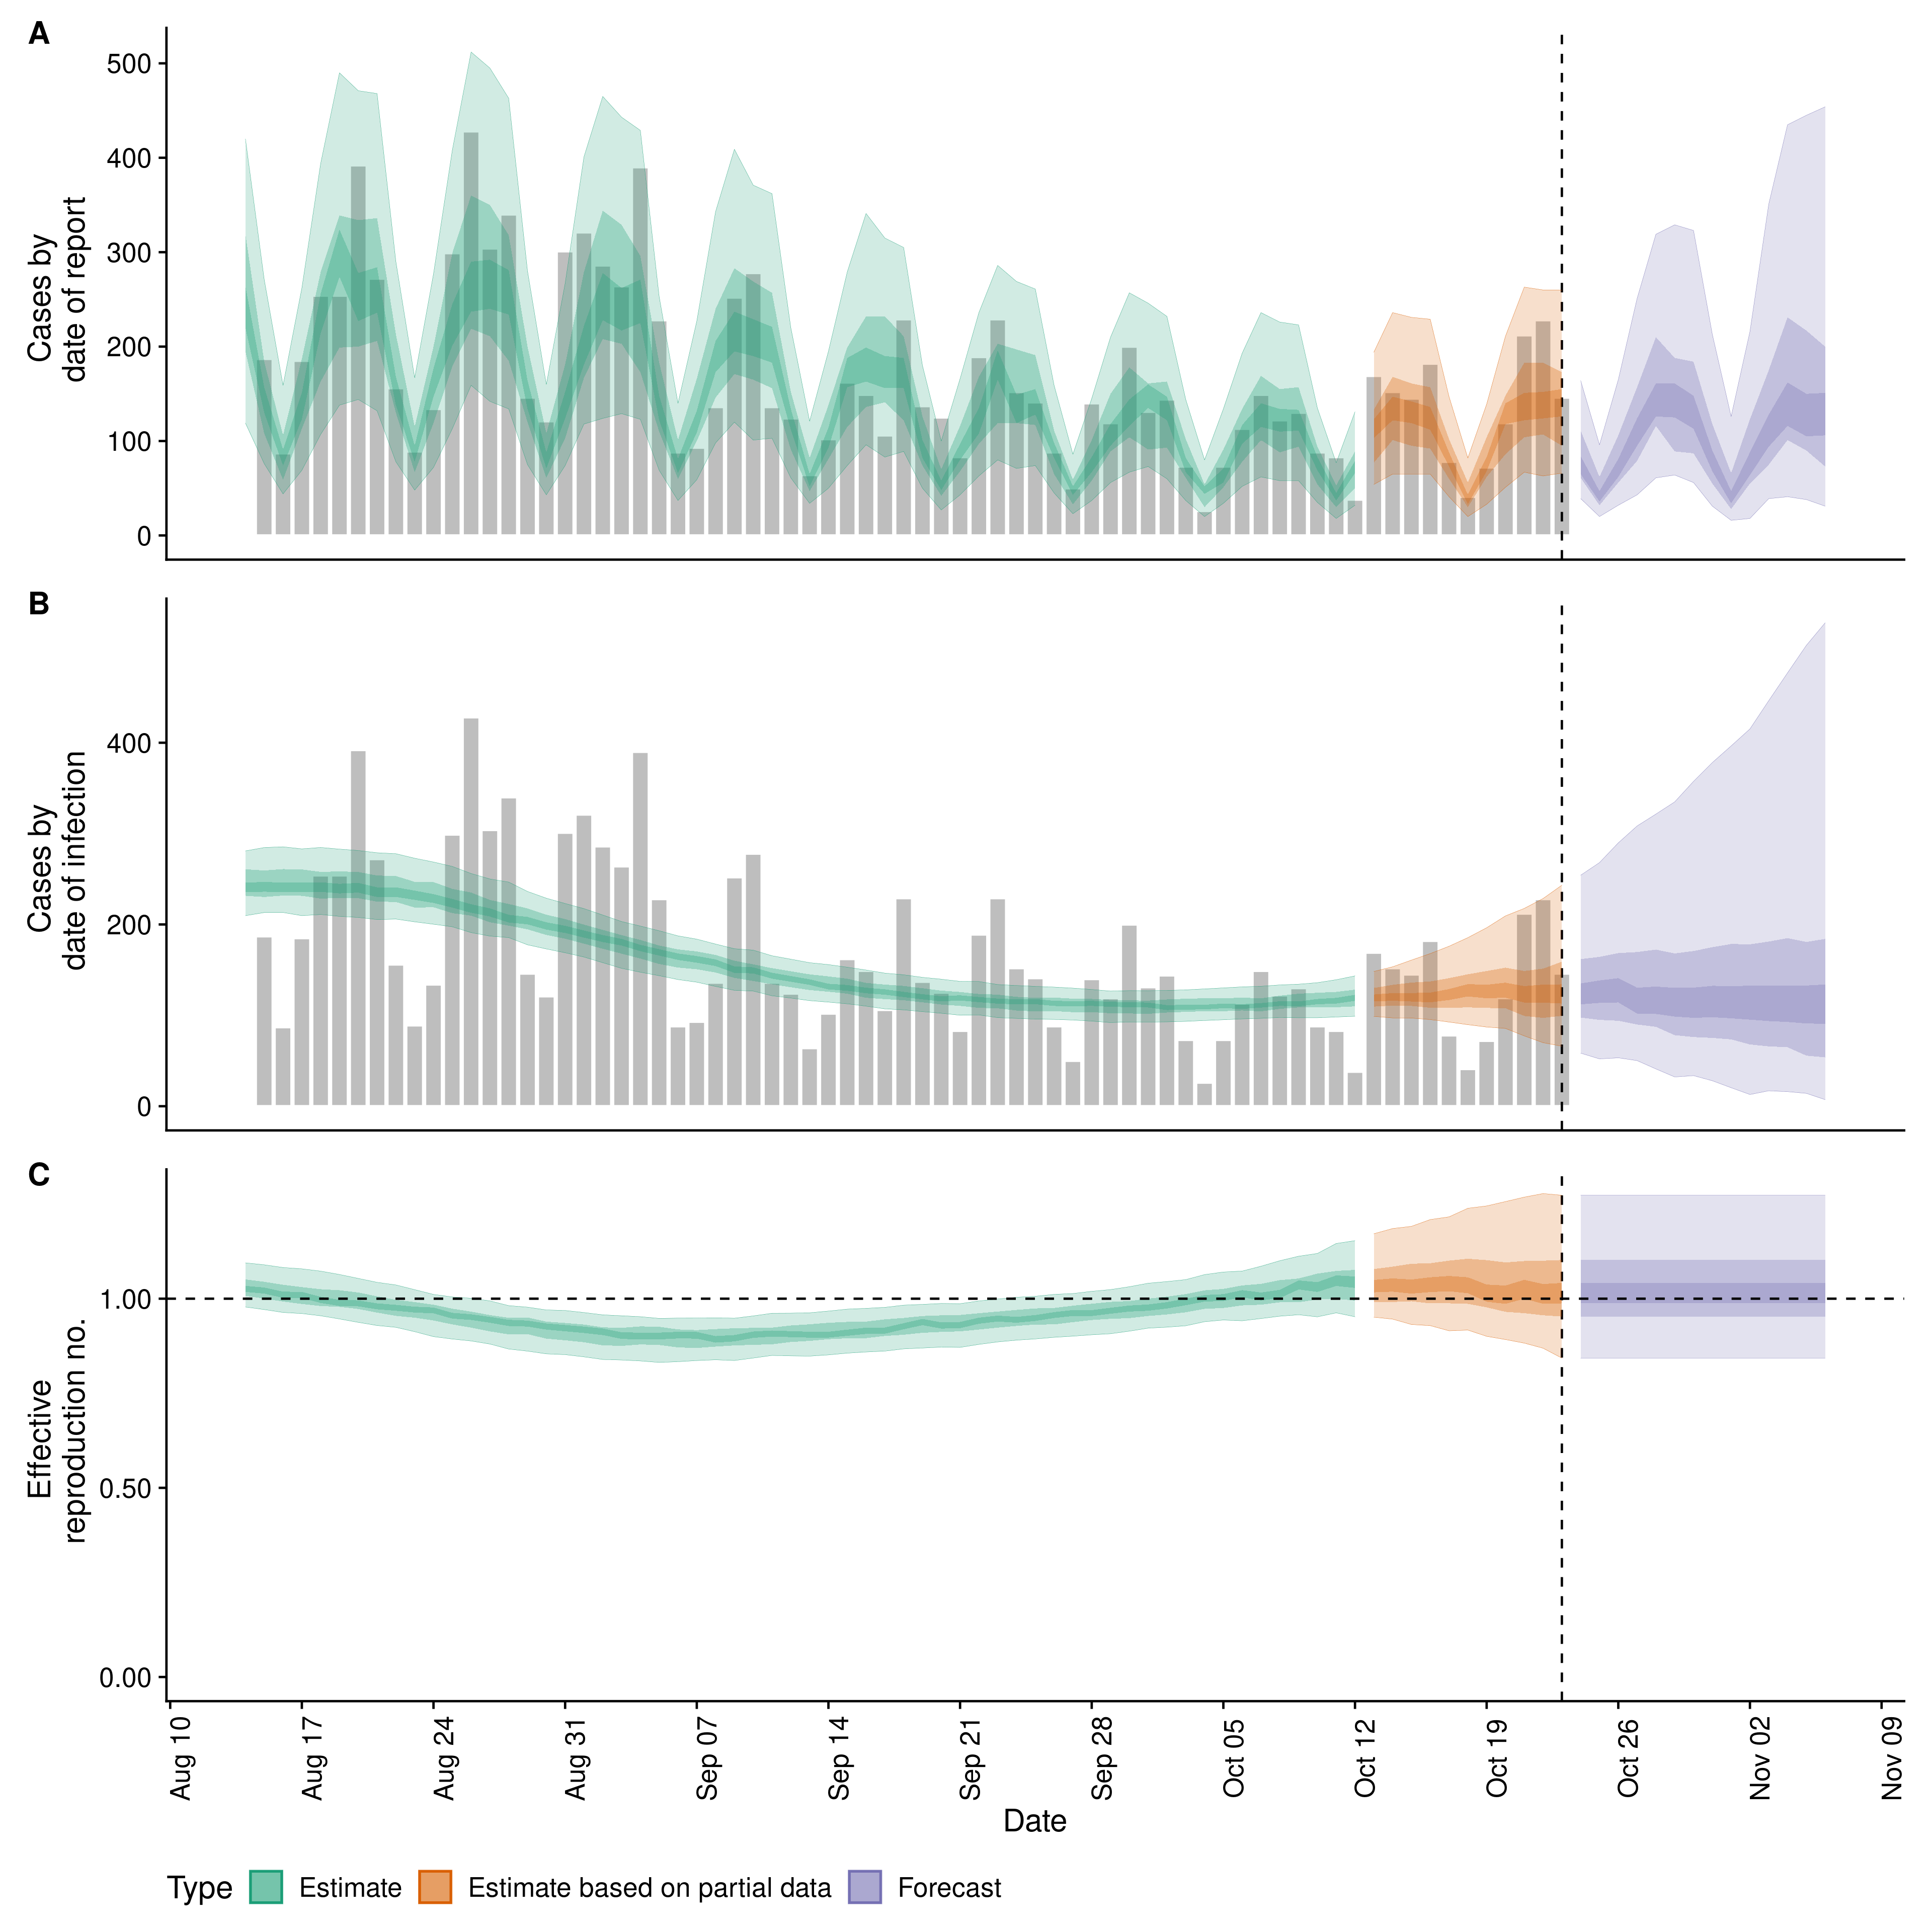 A
500
400
300
200
100
0
Cases by
date of report
B
400
200
0
Cases by
date of infection
C
1.00
0.50
0.00
Effective
reproduction no.
Aug 10
Aug 17
Aug 24
Aug 31
Sep 07
Sep 14
Sep 21
Sep 28
Oct 05
Oct 12
Oct 19
Oct 26
Nov 02
Nov 09
Date
Type Estimate Estimate based on partial data Forecast